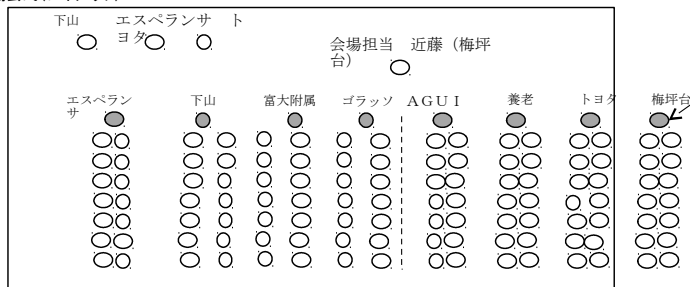 下山
エスペランサ　ト
ヨタ
会場担当　近藤（梅坪
台）
エスペラン
サ
下山
富大附属
ゴラッソ
ＡＧＵＩ
養老
トヨタ
梅坪台